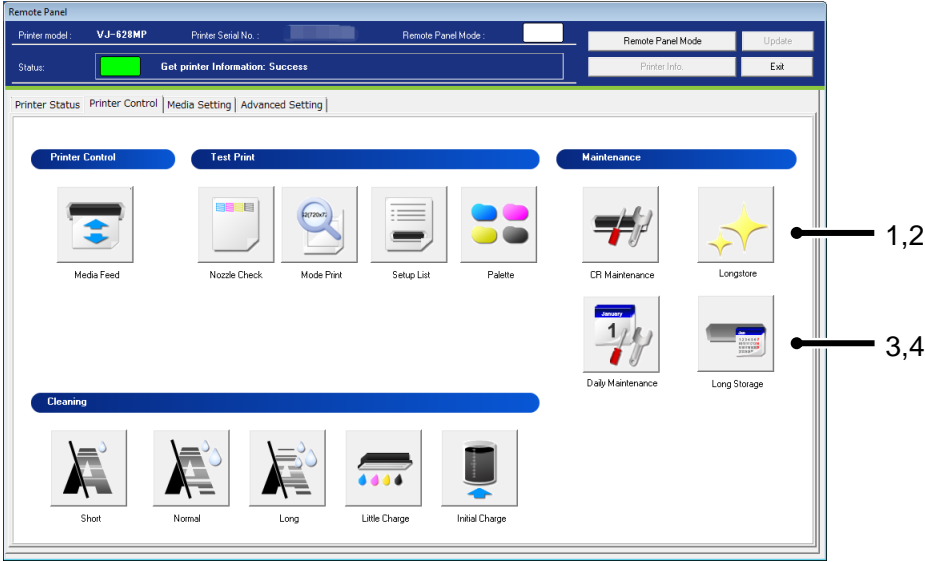 Remote Panel
Printer model : VJ-628MP Printer Serial No. : Remote Panel Mode : Remote Panel Mode Update
Status: Get printer Information: Success Printer Info. Exit
Printer Status Printer Control Media Setting Advanced Setting
Printer Control Test Print Maintenance
Media Feed Nozzle Check Mode Print Setup List Palette CR Maintenance Longstore
1,2
January
1
3,4
Daily Maintenance Long Storage
Cleaning
Short Normal Long Little Charge Initial Charge